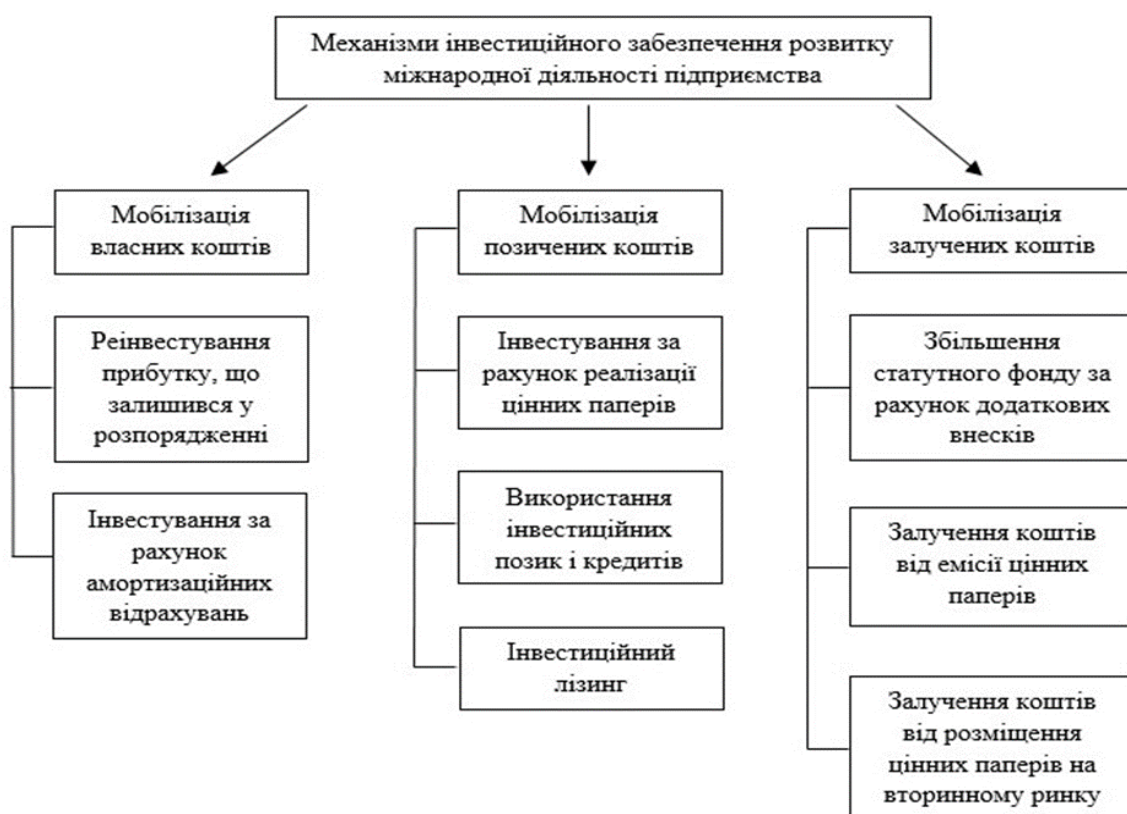 Механізми інвестиційного забезпечення розвитку
міжнародної діяльності підприємства
Мобілізація
власних коштів
Реінвестування
прибутку, що
залишився у
розпорядженні
Інвестування за
рахунок
амортизаційних
відрахувань
Мобілізація
позичених коштів
Інвестування за
рахунок реалізації
цінних паперів
Використання
інвестиційних
позик і кредитів
Інвестиційний
лізинг
Мобілізація
залучених коштів
Збільшення
статутного фонду за
рахунок додаткових
внесків
Залучення коштів
від емісії цінних
паперів
Залучення коштів
від розміщення
цінних паперів на
вторинному ринку